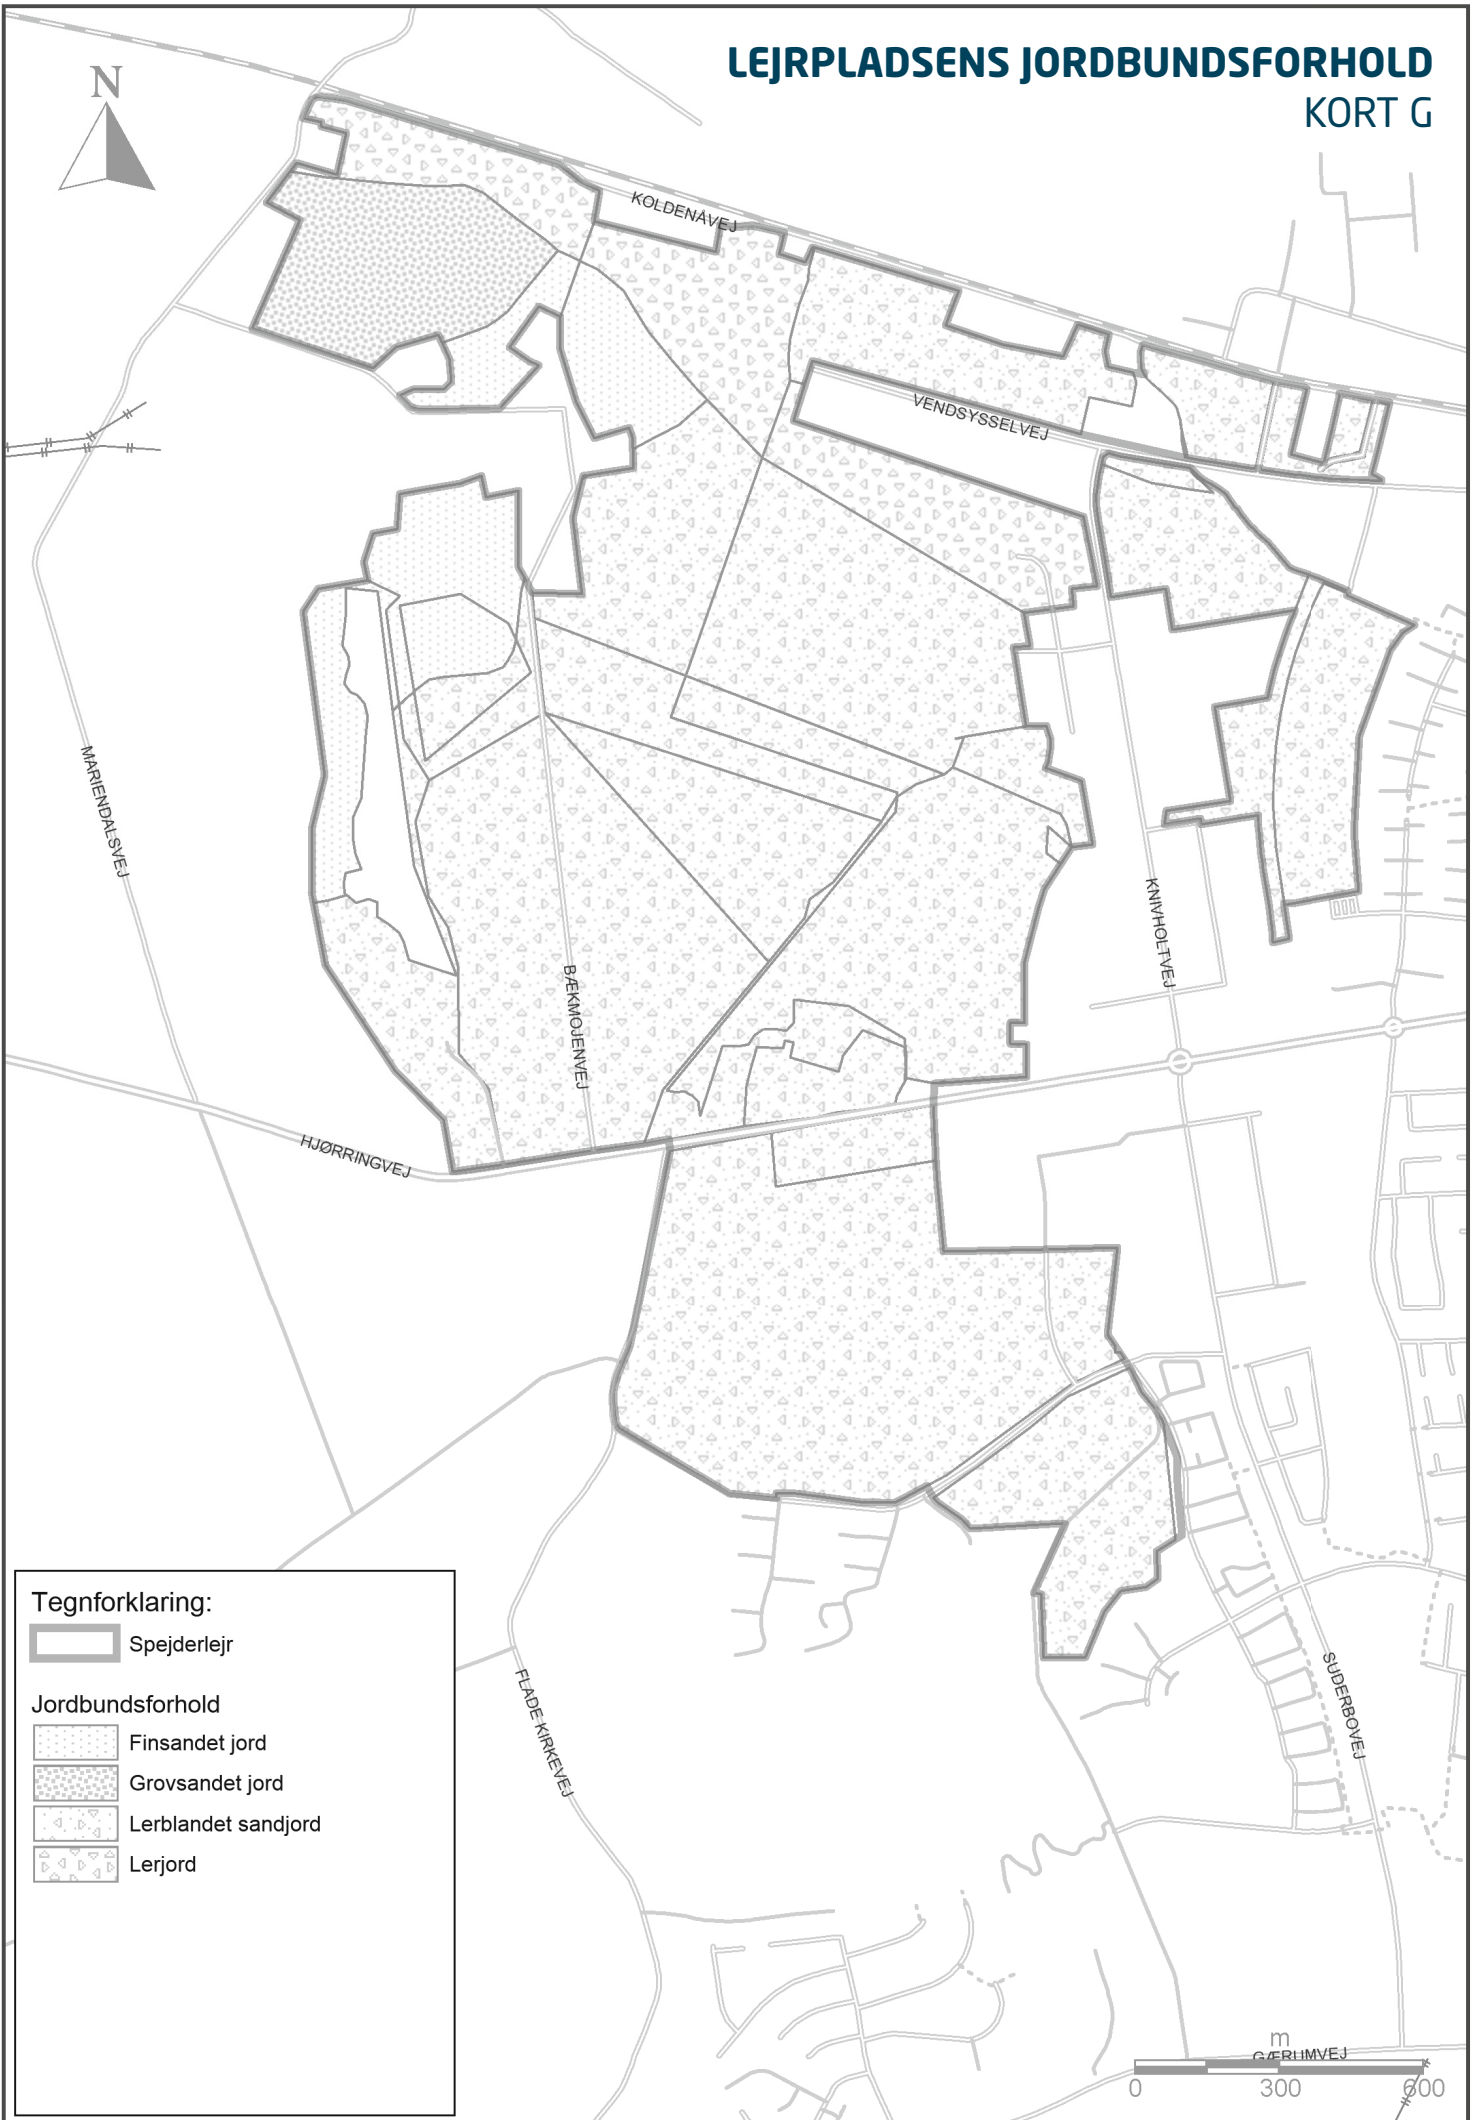 LEJRPLADSENS JORDBUNDSFORHOLD
KORT G
N
KOLDENÅVEJ
VENDSYSSELVEJ
MARIENDALSVEJ
KNIVHOLTVEJ
BÆKMOJENVEJ
HJØRRINGVEJ
FLADE KIRKEVEJ
SUDERBOVEJ
Tegnforklaring:
Spejderlejr
Jordbundsforhold
Finsandet jord
Grovsandet jord
Lerblandet sandjord
Lerjord
m
GÆRUMVEJ
0 300 600